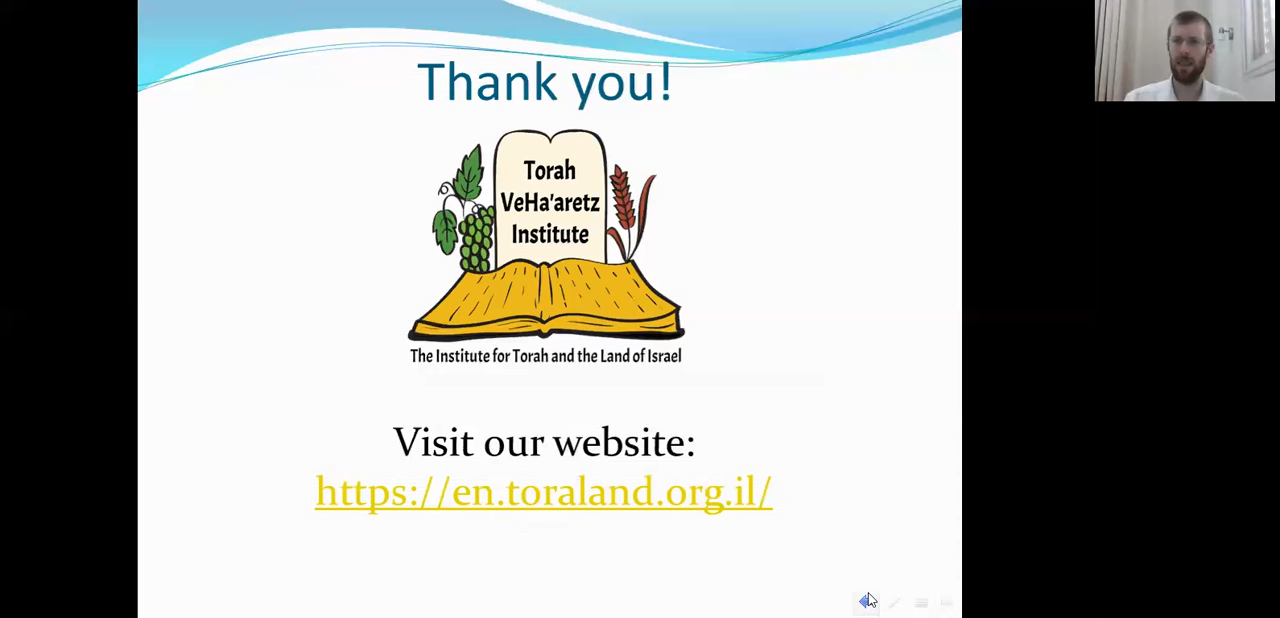 Thank you!
Torah
VeHa'aretz
Institute
The Institute for Torah and the Land of Israel
Visit our website:
https://en.toraland.org.il/